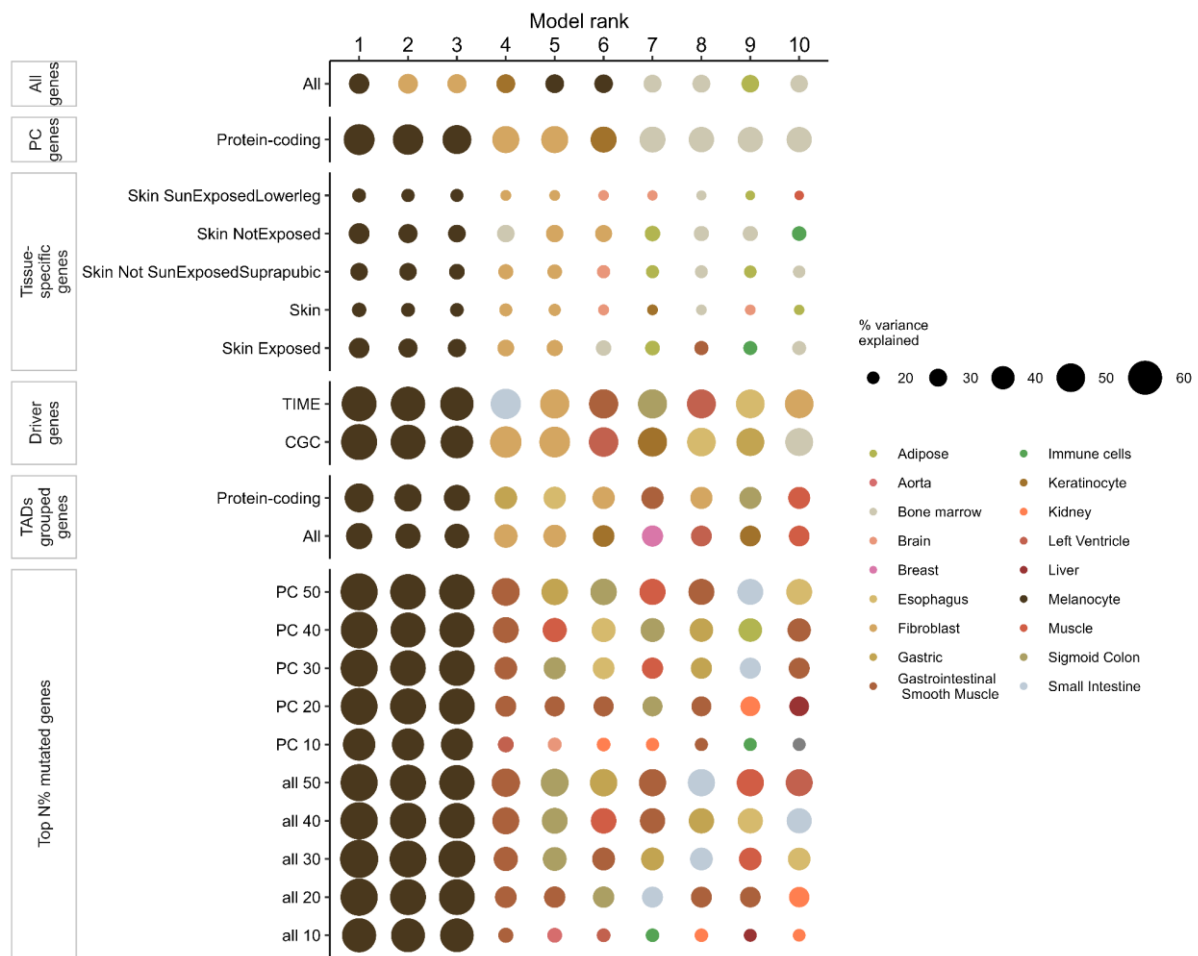 Model rank
1 2 3 4 5 6 7 8 9 10
All
genes
All
PC
genes
Protein-coding
Tissue-
specific
genes
Skin SunExposedLowerleg
Skin NotExposed
Skin Not SunExposedSuprapubic
Skin
Skin Exposed
Driver
genes
TIME
CGC
TADs
grouped
genes
Protein-coding
All
Top N% mutated genes
PC 50
PC 40
PC 30
PC 20
PC 10
all 50
all 40
all 30
all 20
all 10
% variance
explained
20 30 40 50 60
Adipose
Aorta
Bone marrow
Brain
Breast
Esophagus
Fibroblast
Gastric
Gastrointestinal
Smooth Muscle
Immune cells
Keratinocyte
Kidney
Left Ventricle
Liver
Melanocyte
Muscle
Sigmoid Colon
Small Intestine